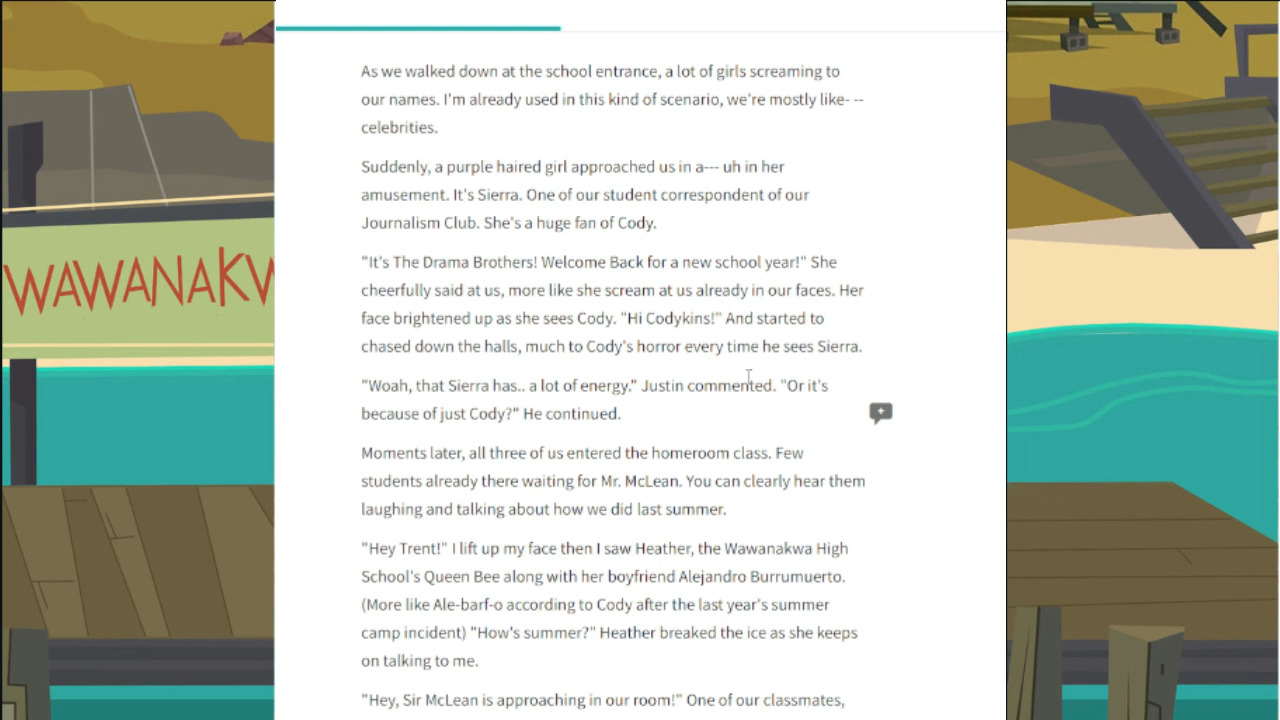 WAWANAKW
As we walked down at the school entrance, a lot of girls screaming to
our names. I'm already used in this kind of scenario, we're mostly like- --
celebrities.
Suddenly, a purple haired girl approached us in a--- uh in her
amusement. It's Sierra. One of our student correspondent of our
Journalism Club. She's a huge fan of Cody.
"It's The Drama Brothers! Welcome Back for a new school year!" She
cheerfully said at us, more like she scream at us already in our faces. Her
face brightened up as she sees Cody. "Hi Codykins!" And started to
chased down the halls, much to Cody's horror every time he sees Sierra.
"Woah, that Sierra has.. a lot of energy." Justin commented. "Or it's
because of just Cody?" He continued.
Moments later, all three of us entered the homeroom class. Few
students already there waiting for Mr. McLean. You can clearly hear them
laughing and talking about how we did last summer.
"Hey Trent!" I lift up my face then I saw Heather, the Wawanakwa High
School's Queen Bee along with her boyfriend Alejandro Burrumuerto.
(More like Ale-barf-o according to Cody after the last year's summer
camp incident) "How's summer?" Heather broke the ice as she keeps
on talking to me.
"Hey, Sir McLean is approaching in our room!" One of our classmates,